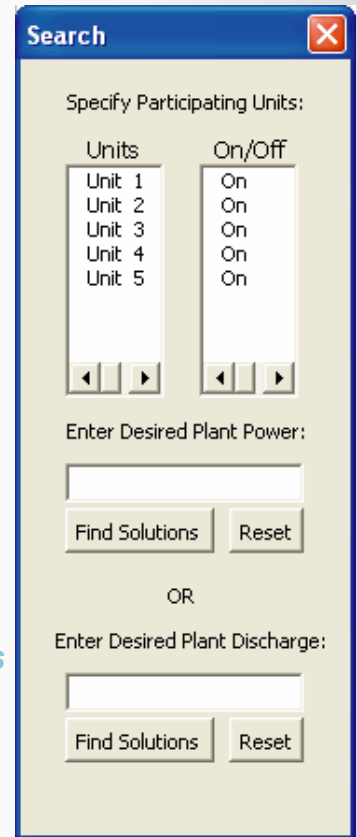 Search
Specify Participating Units:
Units On/Off
Unit 1 On
Unit 2 On
Unit 3 On
Unit 4 On
Unit 5 On
Enter Desired Plant Power:
Find Solutions Reset
OR
Enter Desired Plant Discharge:
s
Find Solutions Reset